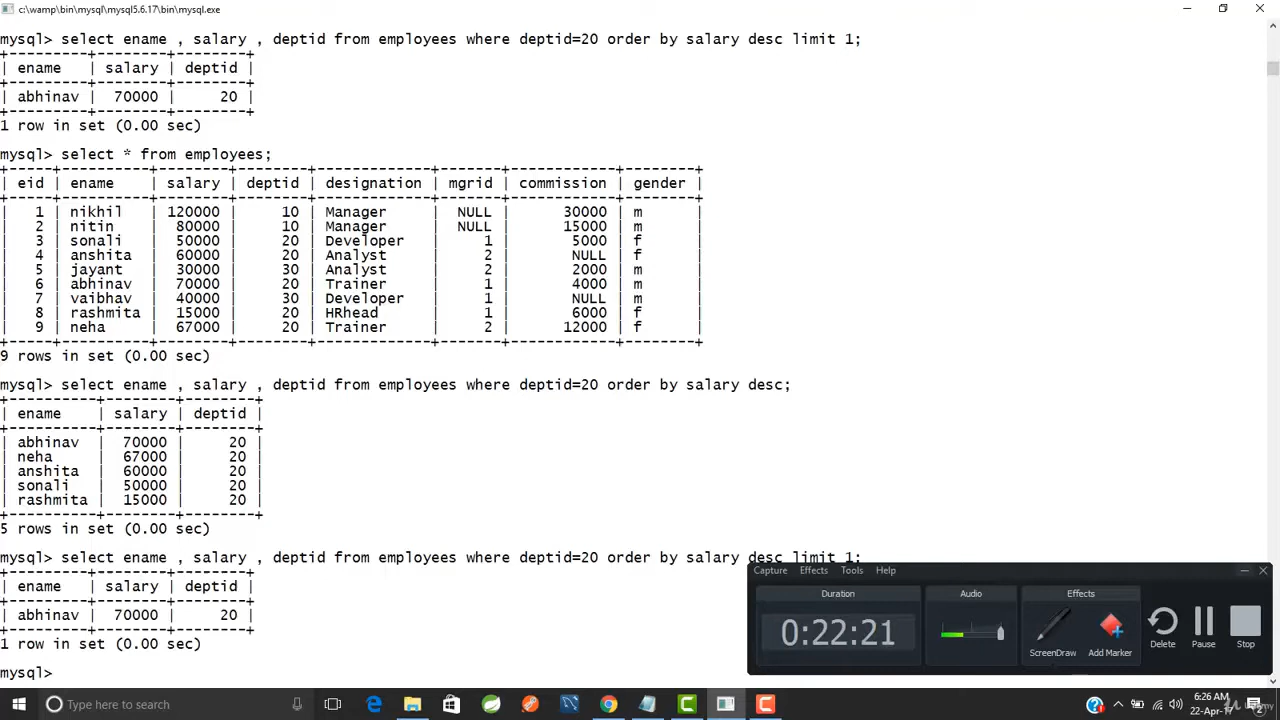 c:\wamp\bin\mysql\mysql5.6.17\bin\mysql.exe
mysql> select ename , salary , deptid from employees where deptid=20 order by salary desc limit 1;
+---------+--------+--------+
| ename   | salary | deptid |
+---------+--------+--------+
| abhinav |  70000 |     20 |
+---------+--------+--------+
1 row in set (0.00 sec)
mysql> select * from employees;
+-----+----------+--------+--------+-------------+-------+------------+--------+
| eid | ename    | salary | deptid | designation | mgrid | commission | gender |
+-----+----------+--------+--------+-------------+-------+------------+--------+
|   1 | nikhil   | 120000 |     10 | Manager     |  NULL |      30000 | m      |
|   2 | nitin    |  80000 |     10 | Manager     |  NULL |      15000 | m      |
|   3 | sonali   |  50000 |     20 | Developer   |     1 |       5000 | f      |
|   4 | anshita  |  60000 |     20 | Analyst     |     2 |       NULL | f      |
|   5 | jayant   |  30000 |     30 | Analyst     |     2 |       2000 | m      |
|   6 | abhinav  |  70000 |     20 | Trainer     |     1 |       4000 | m      |
|   7 | vaibhav  |  40000 |     30 | Developer   |     1 |       NULL | m      |
|   8 | rashmita |  15000 |     20 | HRhead      |     1 |       6000 | f      |
|   9 | neha     |  67000 |     20 | Trainer     |     2 |      12000 | f      |
+-----+----------+--------+--------+-------------+-------+------------+--------+
9 rows in set (0.00 sec)
mysql> select ename , salary , deptid from employees where deptid=20 order by salary desc;
+----------+--------+--------+
| ename    | salary | deptid |
+----------+--------+--------+
| abhinav  |  70000 |     20 |
| neha     |  67000 |     20 |
| anshita  |  60000 |     20 |
| sonali   |  50000 |     20 |
| rashmita |  15000 |     20 |
+----------+--------+--------+
5 rows in set (0.00 sec)
mysql> select ename , salary , deptid from employees where deptid=20 order by salary desc limit 1;
+---------+--------+--------+
| ename   | salary | deptid |
+---------+--------+--------+
| abhinav |  70000 |     20 |
+---------+--------+--------+
1 row in set (0.00 sec)
mysql>
Capture Effects Tools Help
Duration Audio Effects
0:22:21
ScreenDraw Add Marker Delete Pause Stop
Type here to search
6:26 AM
22-Apr-17